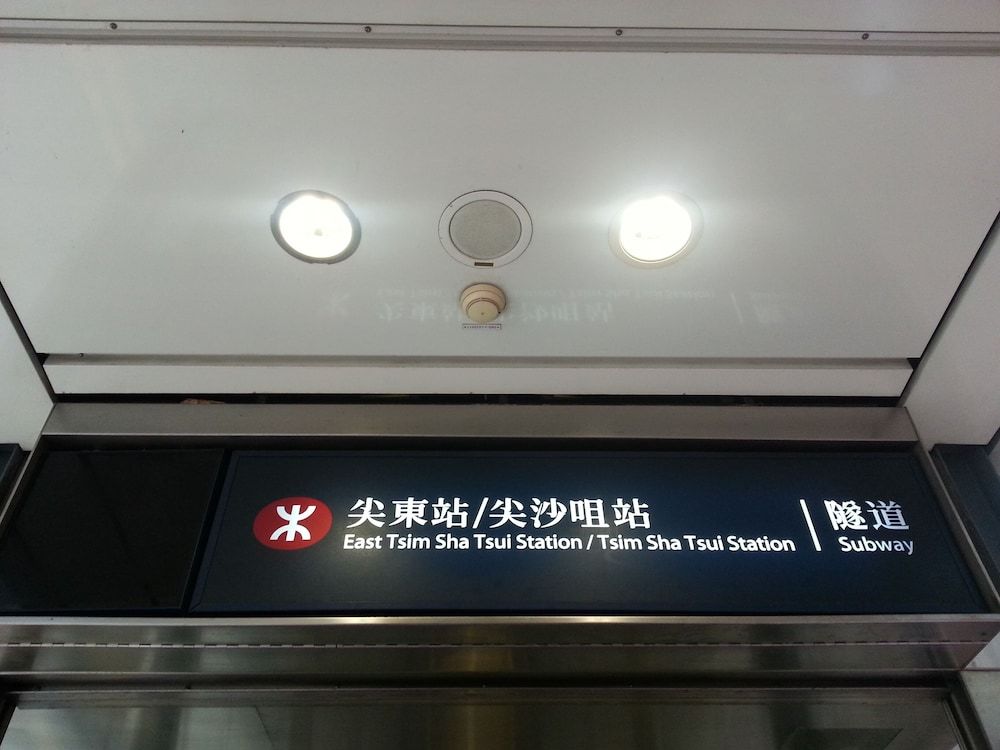 尖東站/尖沙咀站
East Tsim Sha Tsui Station / Tsim Sha Tsui Station
隧道
Subway